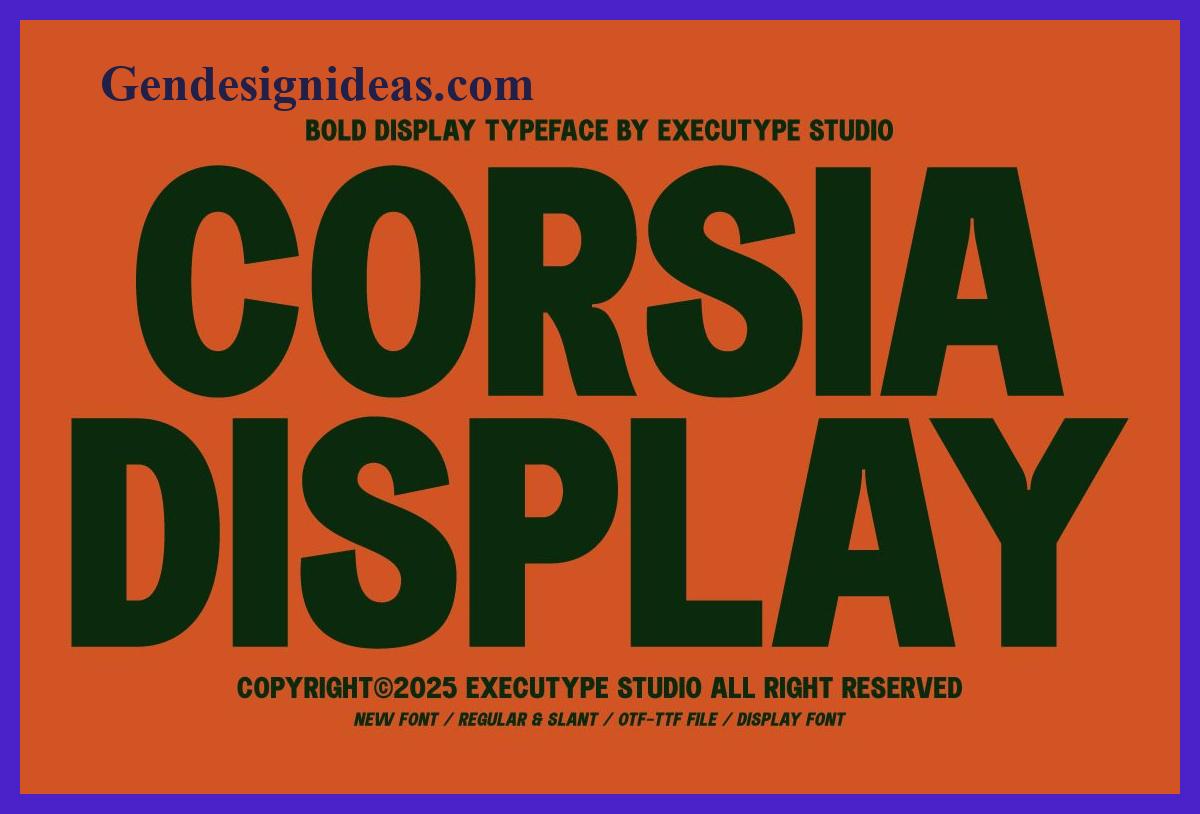 Gendesignideas.com
BOLD DISPLAY TYPEFACE BY EXECUTYPE STUDIO
CORSIA
DISPLAY
COPYRIGHT©2025 EXECUTYPE STUDIO ALL RIGHT RESERVED
NEW FONT / REGULAR & SLANT / OTF-TTF FILE / DISPLAY FONT